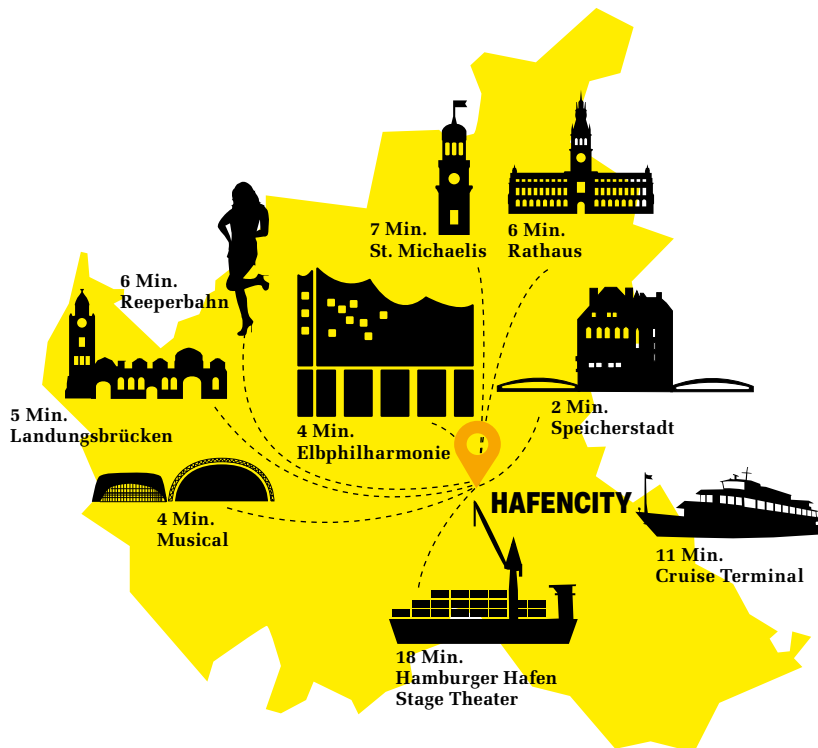 7 Min.
St. Michaelis
6 Min.
Rathaus
6 Min.
Reeperbahn
5 Min.
Landungsbrücken
4 Min.
Elbphilharmonie
2 Min.
Speicherstadt
4 Min.
Musical
HAFENCITY
11 Min.
Cruise Terminal
18 Min.
Hamburger Hafen
Stage Theater